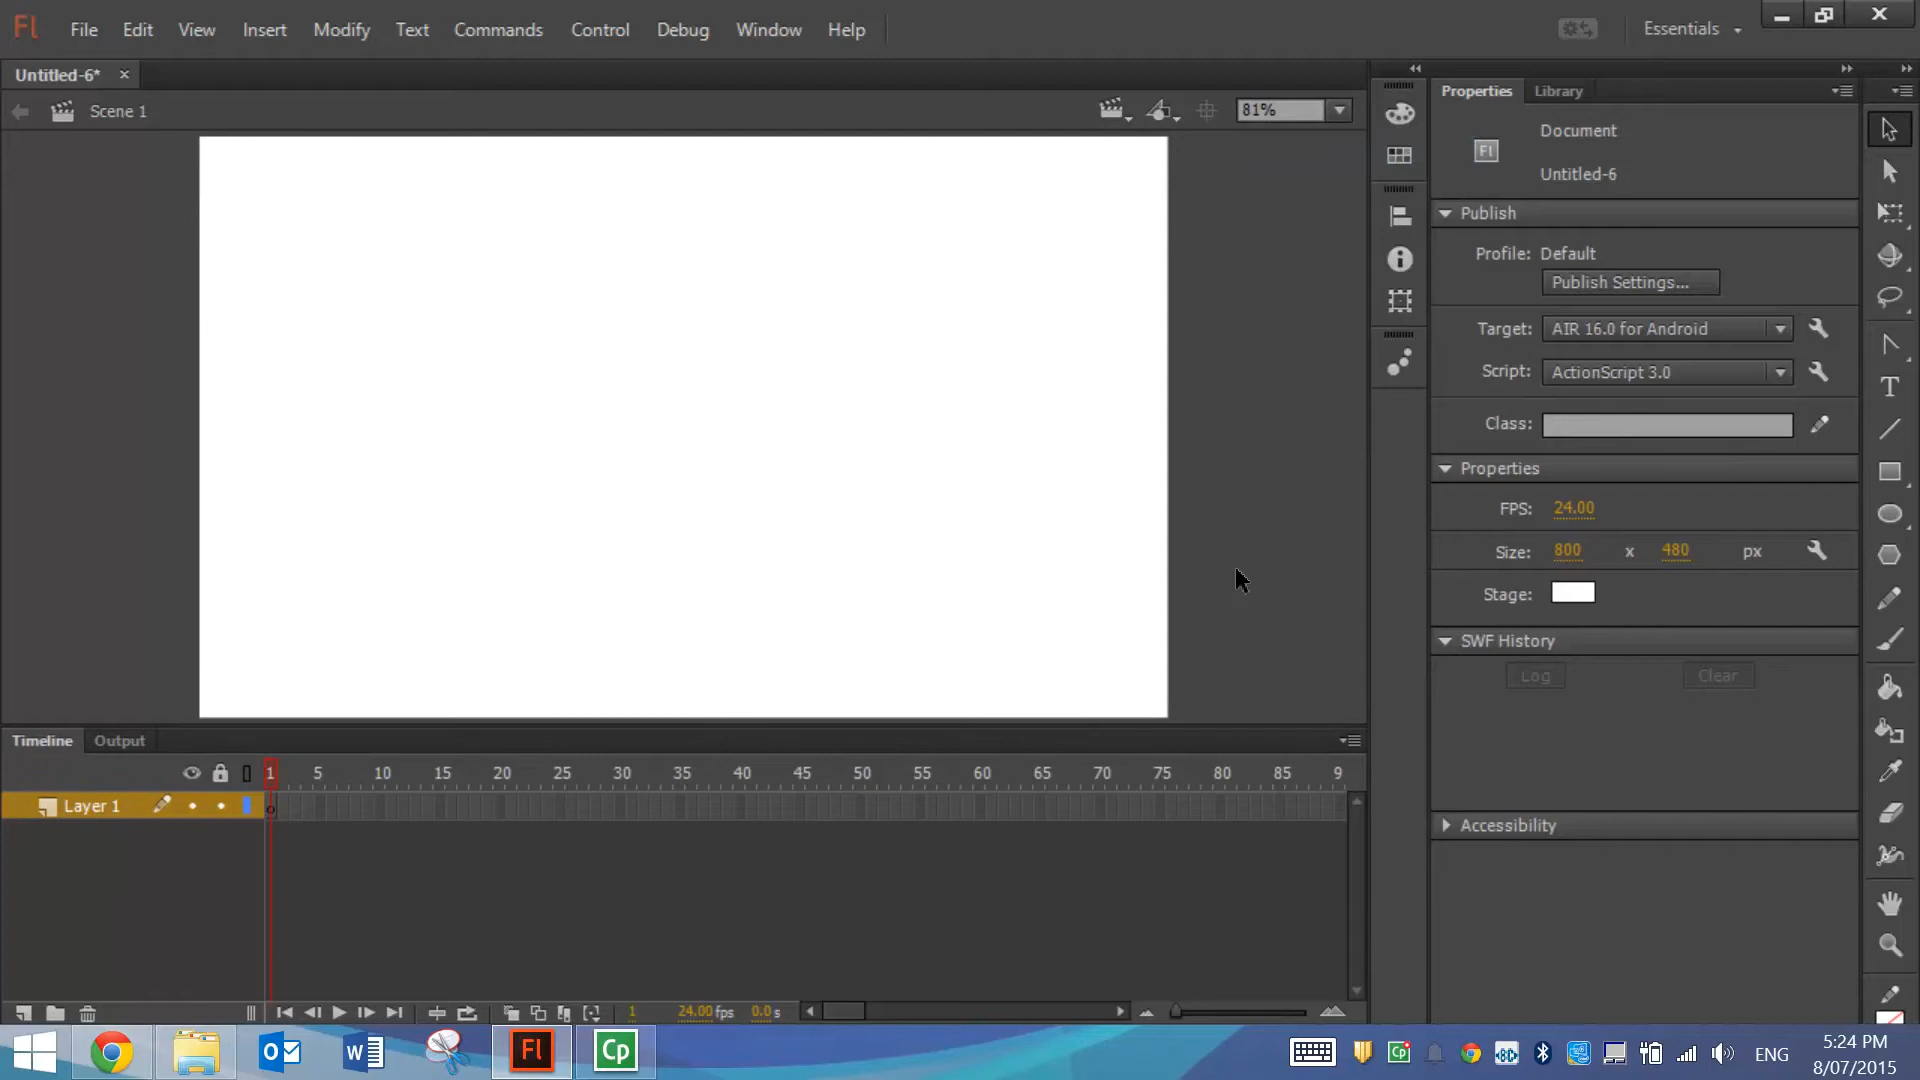 Fl File Edit View Insert Modify Text Commands Control Debug Window Help Essentials
Untitled-6*
Scene 1 81%
Properties Library
Document
Fl
Untitled-6
Publish
Profile: Default
Publish Settings...
Target: AIR 16.0 for Android
Script: ActionScript 3.0
Class:
Properties
FPS: 24.00
Size: 800 x 480 px
Stage:
SWF History
Log Clear
Accessibility
T
Timeline Output
1 5 10 15 20 25 30 35 40 45 50 55 60 65 70 75 80 85 9
Layer 1
1 24.00 fps 0.0 s
Fl Cp
Cp ENG 5:24 PM
8/07/2015